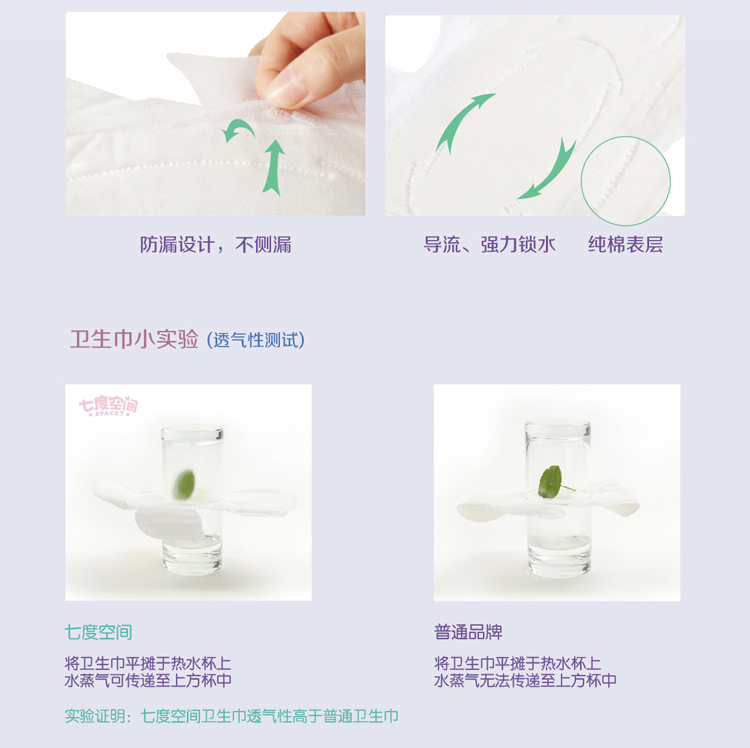 防漏设计，不侧漏
导流、强力锁水 纯棉表层
卫生巾小实验 (透气性测试)
七度空间
SPACE7
七度空间
将卫生巾平摊于热水杯上
水蒸气可传递至上方杯中
普通品牌
将卫生巾平摊于热水杯上
水蒸气无法传递至上方杯中
实验证明：七度空间卫生巾透气性高于普通卫生巾